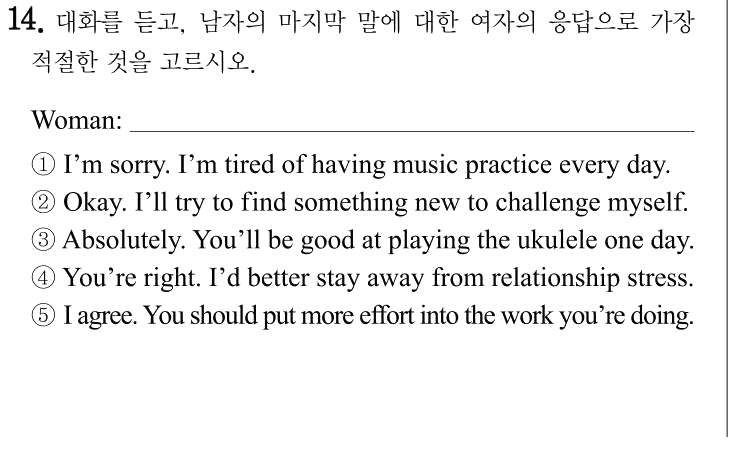 14. 대화를 듣고, 남자의 마지막 말에 대한 여자의 응답으로 가장
적절한 것을 고르시오.
Woman:
① I’m sorry. I’m tired of having music practice every day.
② Okay. I’ll try to find something new to challenge myself.
③ Absolutely. You’ll be good at playing the ukulele one day.
④ You’re right. I’d better stay away from relationship stress.
⑤ I agree. You should put more effort into the work you’re doing.